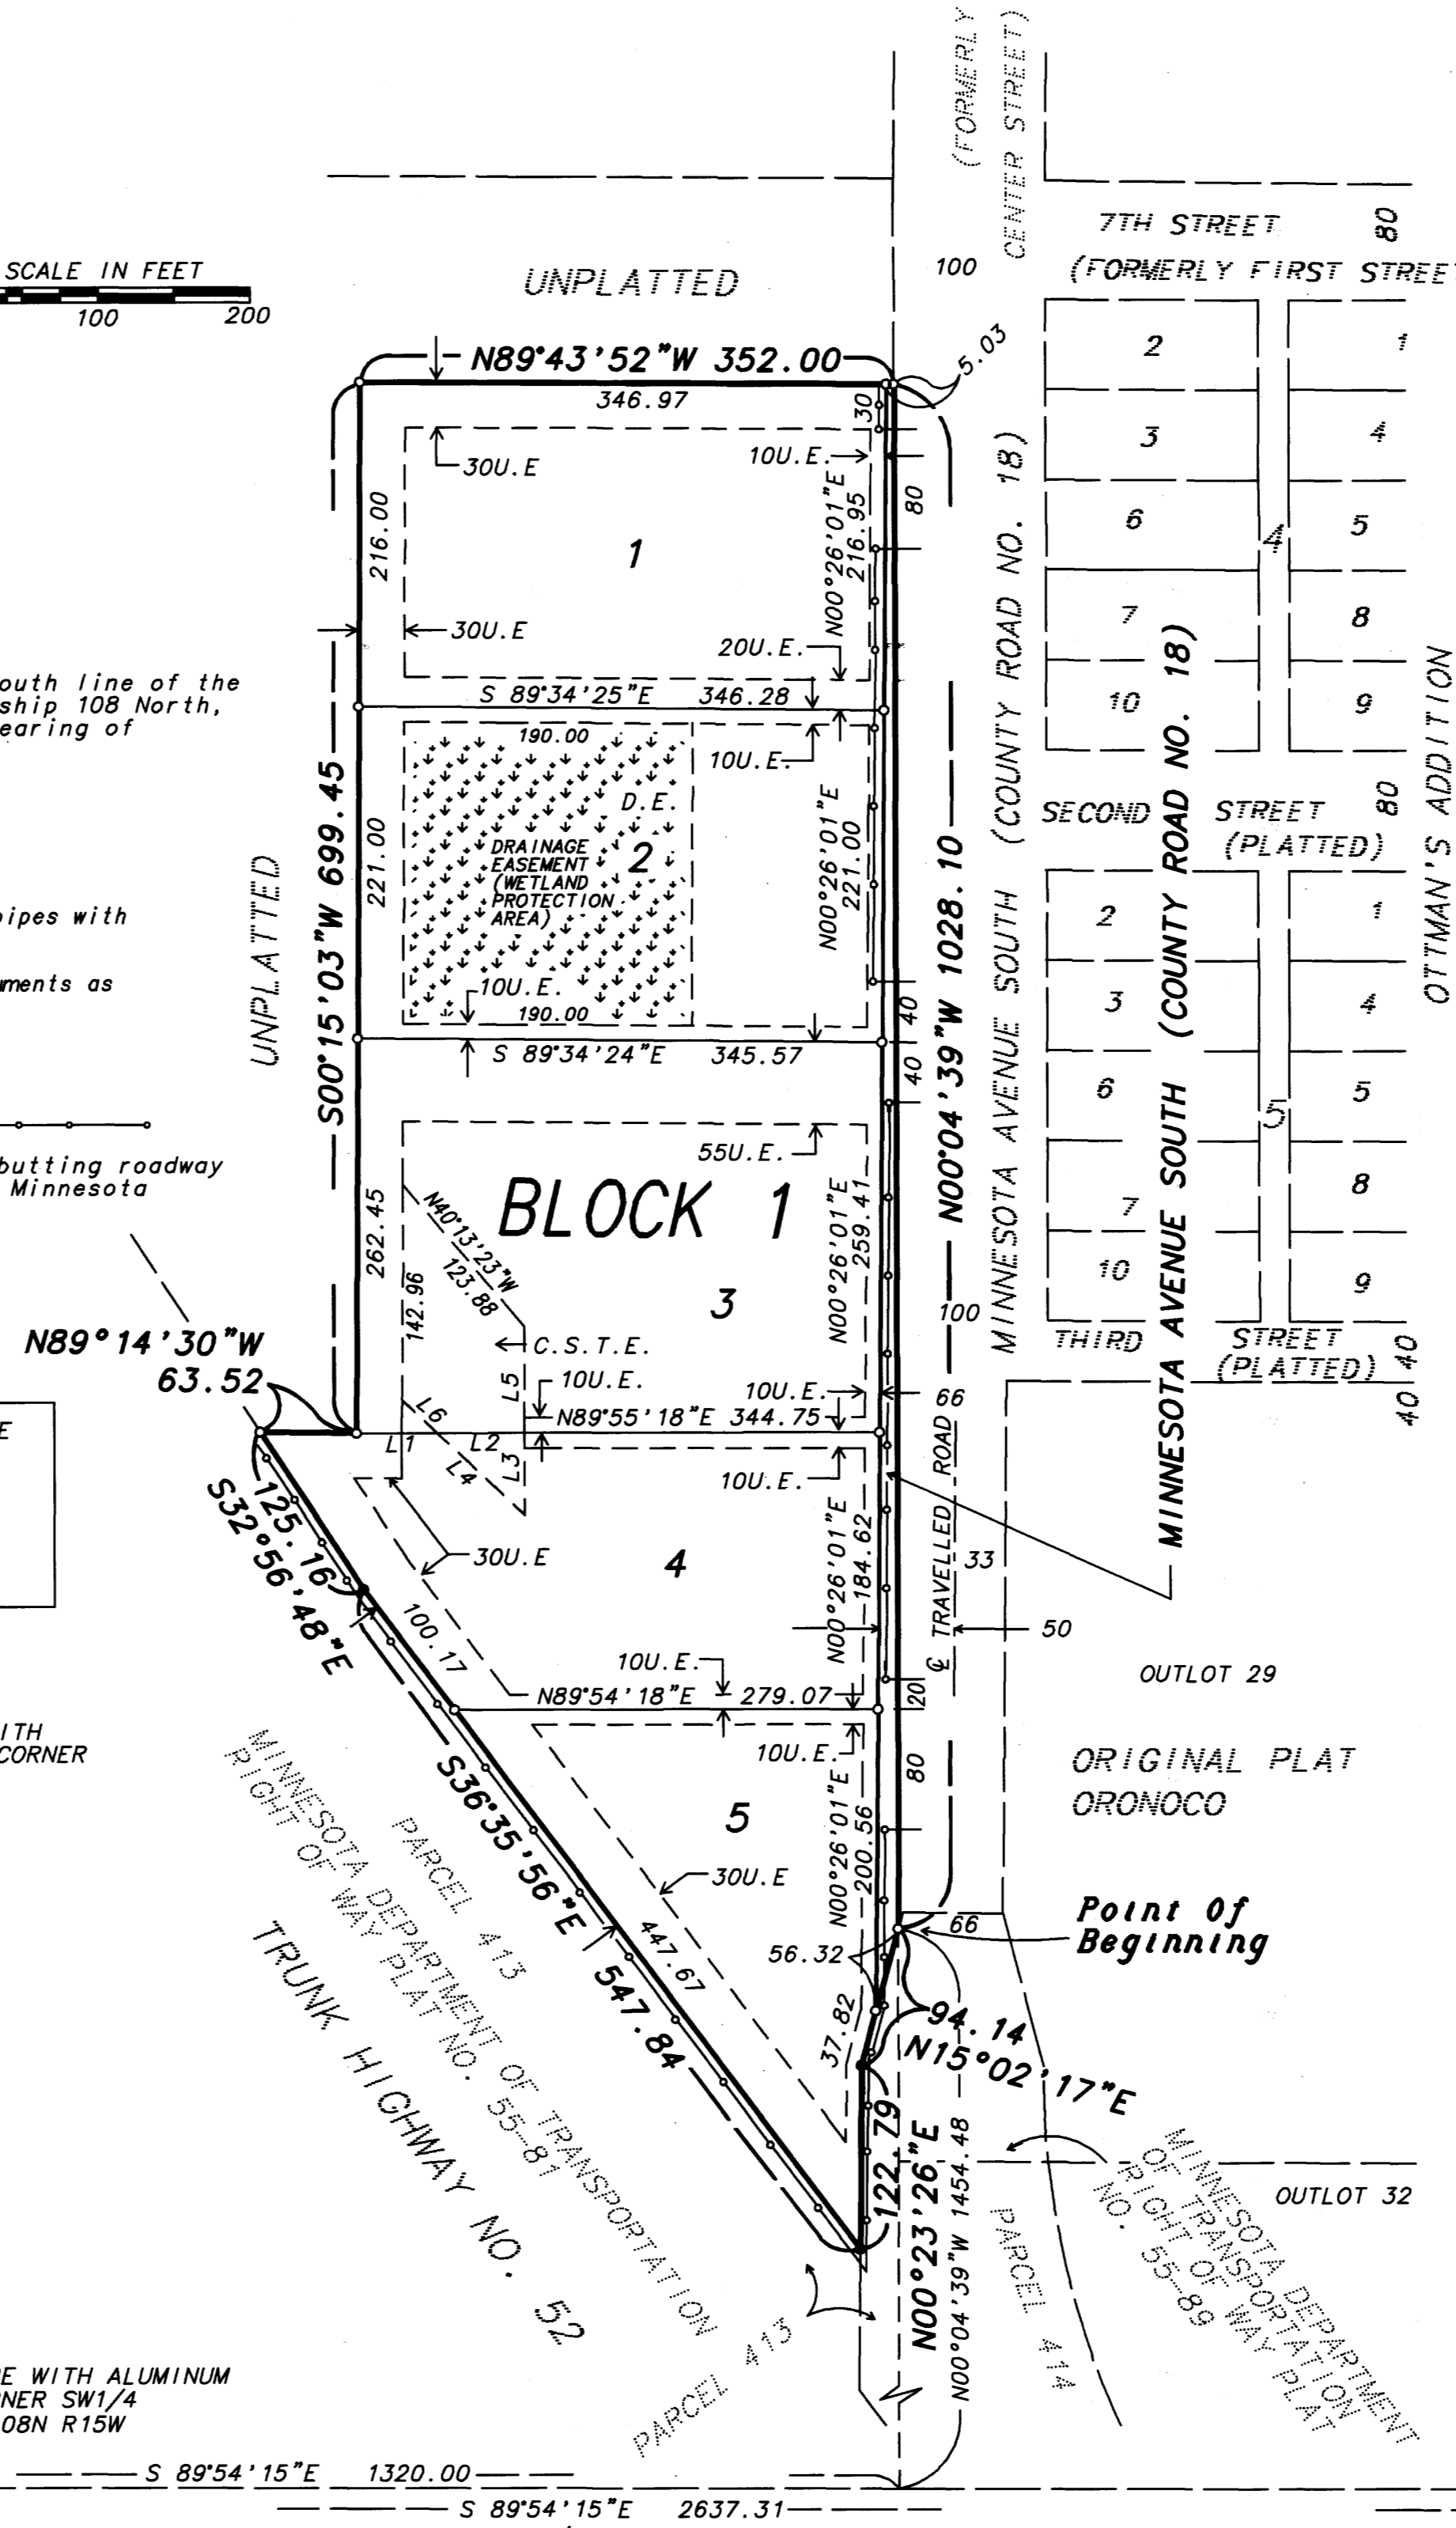 (FORMERLY
CENTER STREET)
7TH STREET
80
(FORMERLY FIRST STREET
SCALE IN FEET
100
200
UNPLATTED
100
N89°43'52"W 352.00
5.03
346.97
30
30U.E
10U.E.
80
216.00
1
N00°26'01"E
216.95
30U.E
20U.E.
S 89°34'25"E 346.28
outh line of the
ship 108 North,
earing of
190.00
10U.E.
D.E.
DRAINAGE
EASEMENT
(WETLAND
PROTECTION
AREA)
2
221.00
N00°26'01"E
221.00
UNPLATTED
S00°15'03"W 699.45
ipes with
ments as
10U.E.
190.00
40
S 89°34'24"E 345.57
40
N00°04'39"W 1028.10
MINNESOTA AVENUE SOUTH (COUNTY ROAD NO. 18)
MINNESOTA AVENUE SOUTH (COUNTY ROAD NO. 18)
2
1
3
4
6
5
4
7
8
10
9
SECOND STREET
(PLATTED)
80
OTTMAN'S ADDITION
2
1
3
4
6
5
5
7
8
10
9
THIRD STREET
(PLATTED)
40 40
butting roadway
Minnesota
55U.E.
BLOCK 1
262.45
N40°13'23"W
123.88
142.96
3
N00°26'01"E
259.41
100
C.S.T.E.
N89°14'30"W
63.52
L5
10U.E.
10U.E.
66
L6
N89°55'18"E 344.75
E
L1
L2
L4
L3
10U.E.
125.16
S32°56'48"E
30U.E
4
N00°26'01"E
184.62
℄ TRAVELLED ROAD
33
50
100.17
OUTLOT 29
10U.E.
N89°54'18"E 279.07
20
ITH
CORNER
10U.E.
80
ORIGINAL PLAT
ORONOCO
S36°35'56"E 547.84
5
N00°26'01"E
200.56
30U.E
MINNESOTA DEPARTMENT OF TRANSPORTATION
RIGHT OF WAY PLAT NO. 55-81
PARCEL 413
TRUNK HIGHWAY NO. 52
447.67
56.32
66
Point Of
Beginning
37.82
94.14
N15°02'17"E
122.79
N00°23'26"E
N00°04'39"W 1454.48
MINNESOTA DEPARTMENT
OF TRANSPORTATION
RIGHT OF WAY PLAT
NO. 55-89
OUTLOT 32
PARCEL 414
PARCEL 413
E WITH ALUMINUM
NER SW1/4
08N R15W
S 89°54'15"E 1320.00
S 89°54'15"E 2637.31